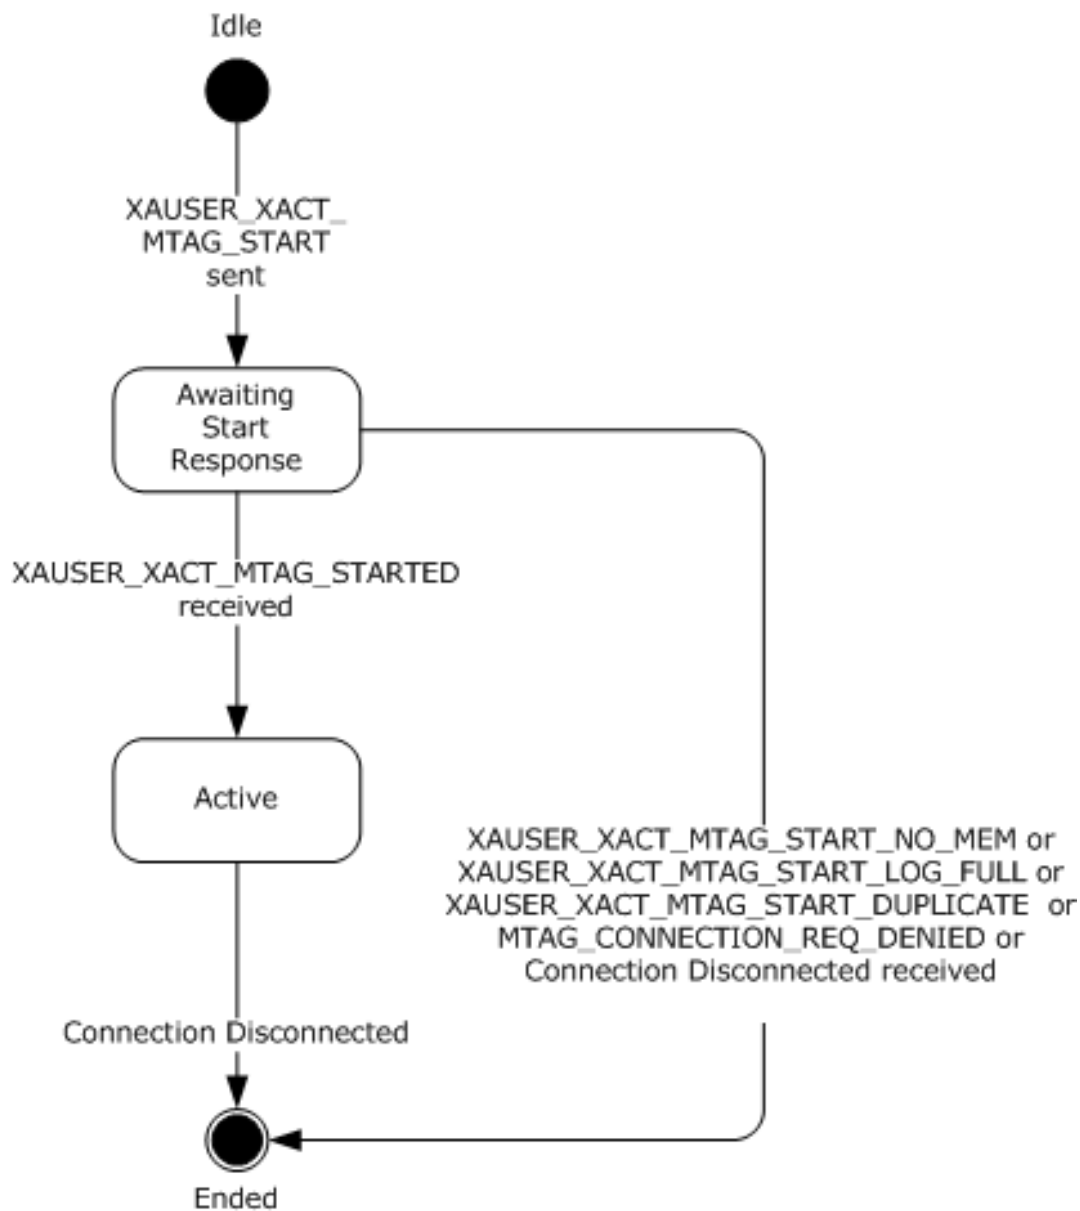 Idle
XAUSER_XACT_
MTAG_START
sent
Awaiting
Start
Response
XAUSER_XACT_MTAG_STARTED
received
Active
XAUSER_XACT_MTAG_START_NO_MEM or
XAUSER_XACT_MTAG_START_LOG_FULL or
XAUSER_XACT_MTAG_START_DUPLICATE or
MTAG_CONNECTION_REQ_DENIED or
Connection Disconnected received
Connection Disconnected
Ended